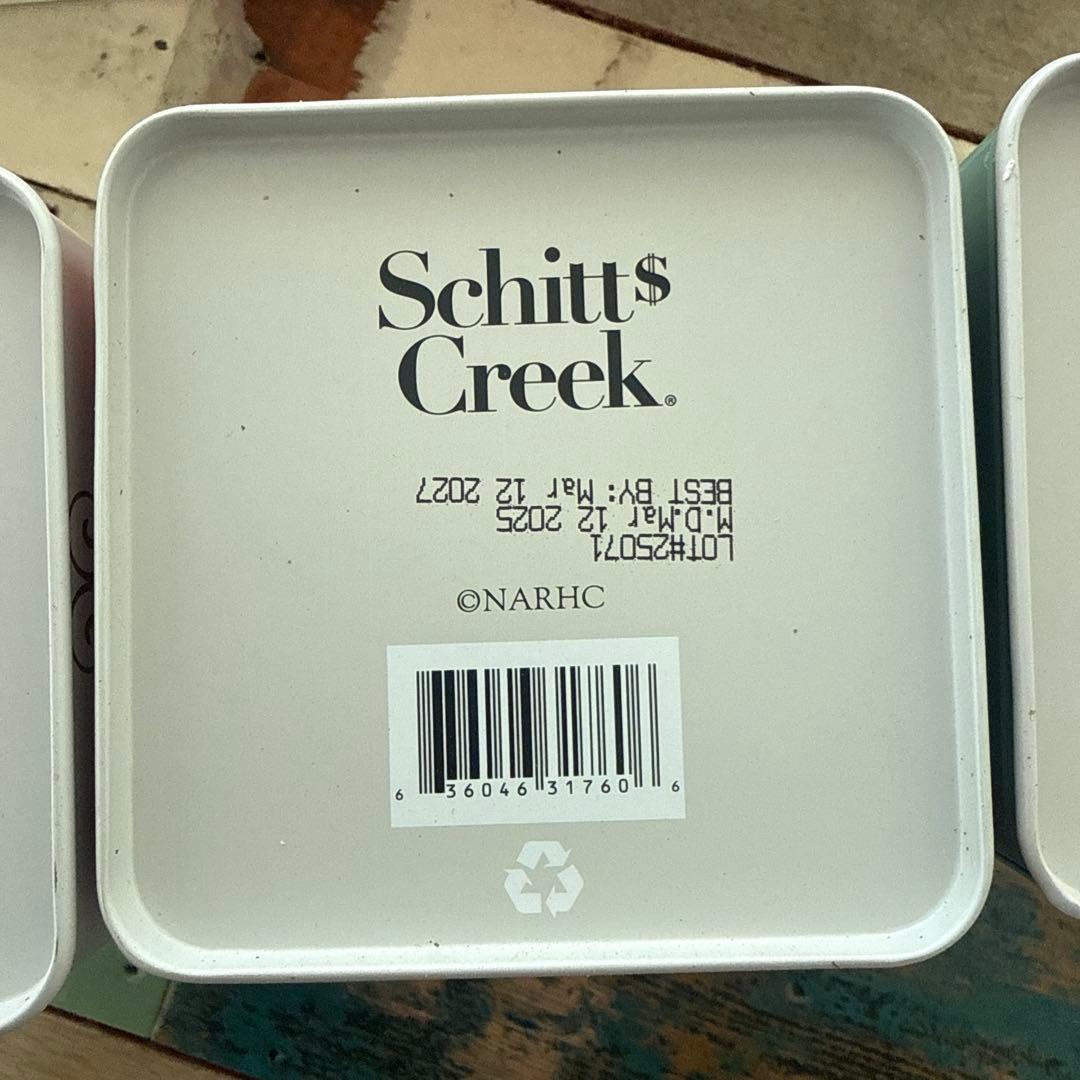 Schitt$
Creek®
LOT#25071
M.D.Mar 12 2025
BEST BY: Mar 12 2027
©NARHC
6 36046 31760 6